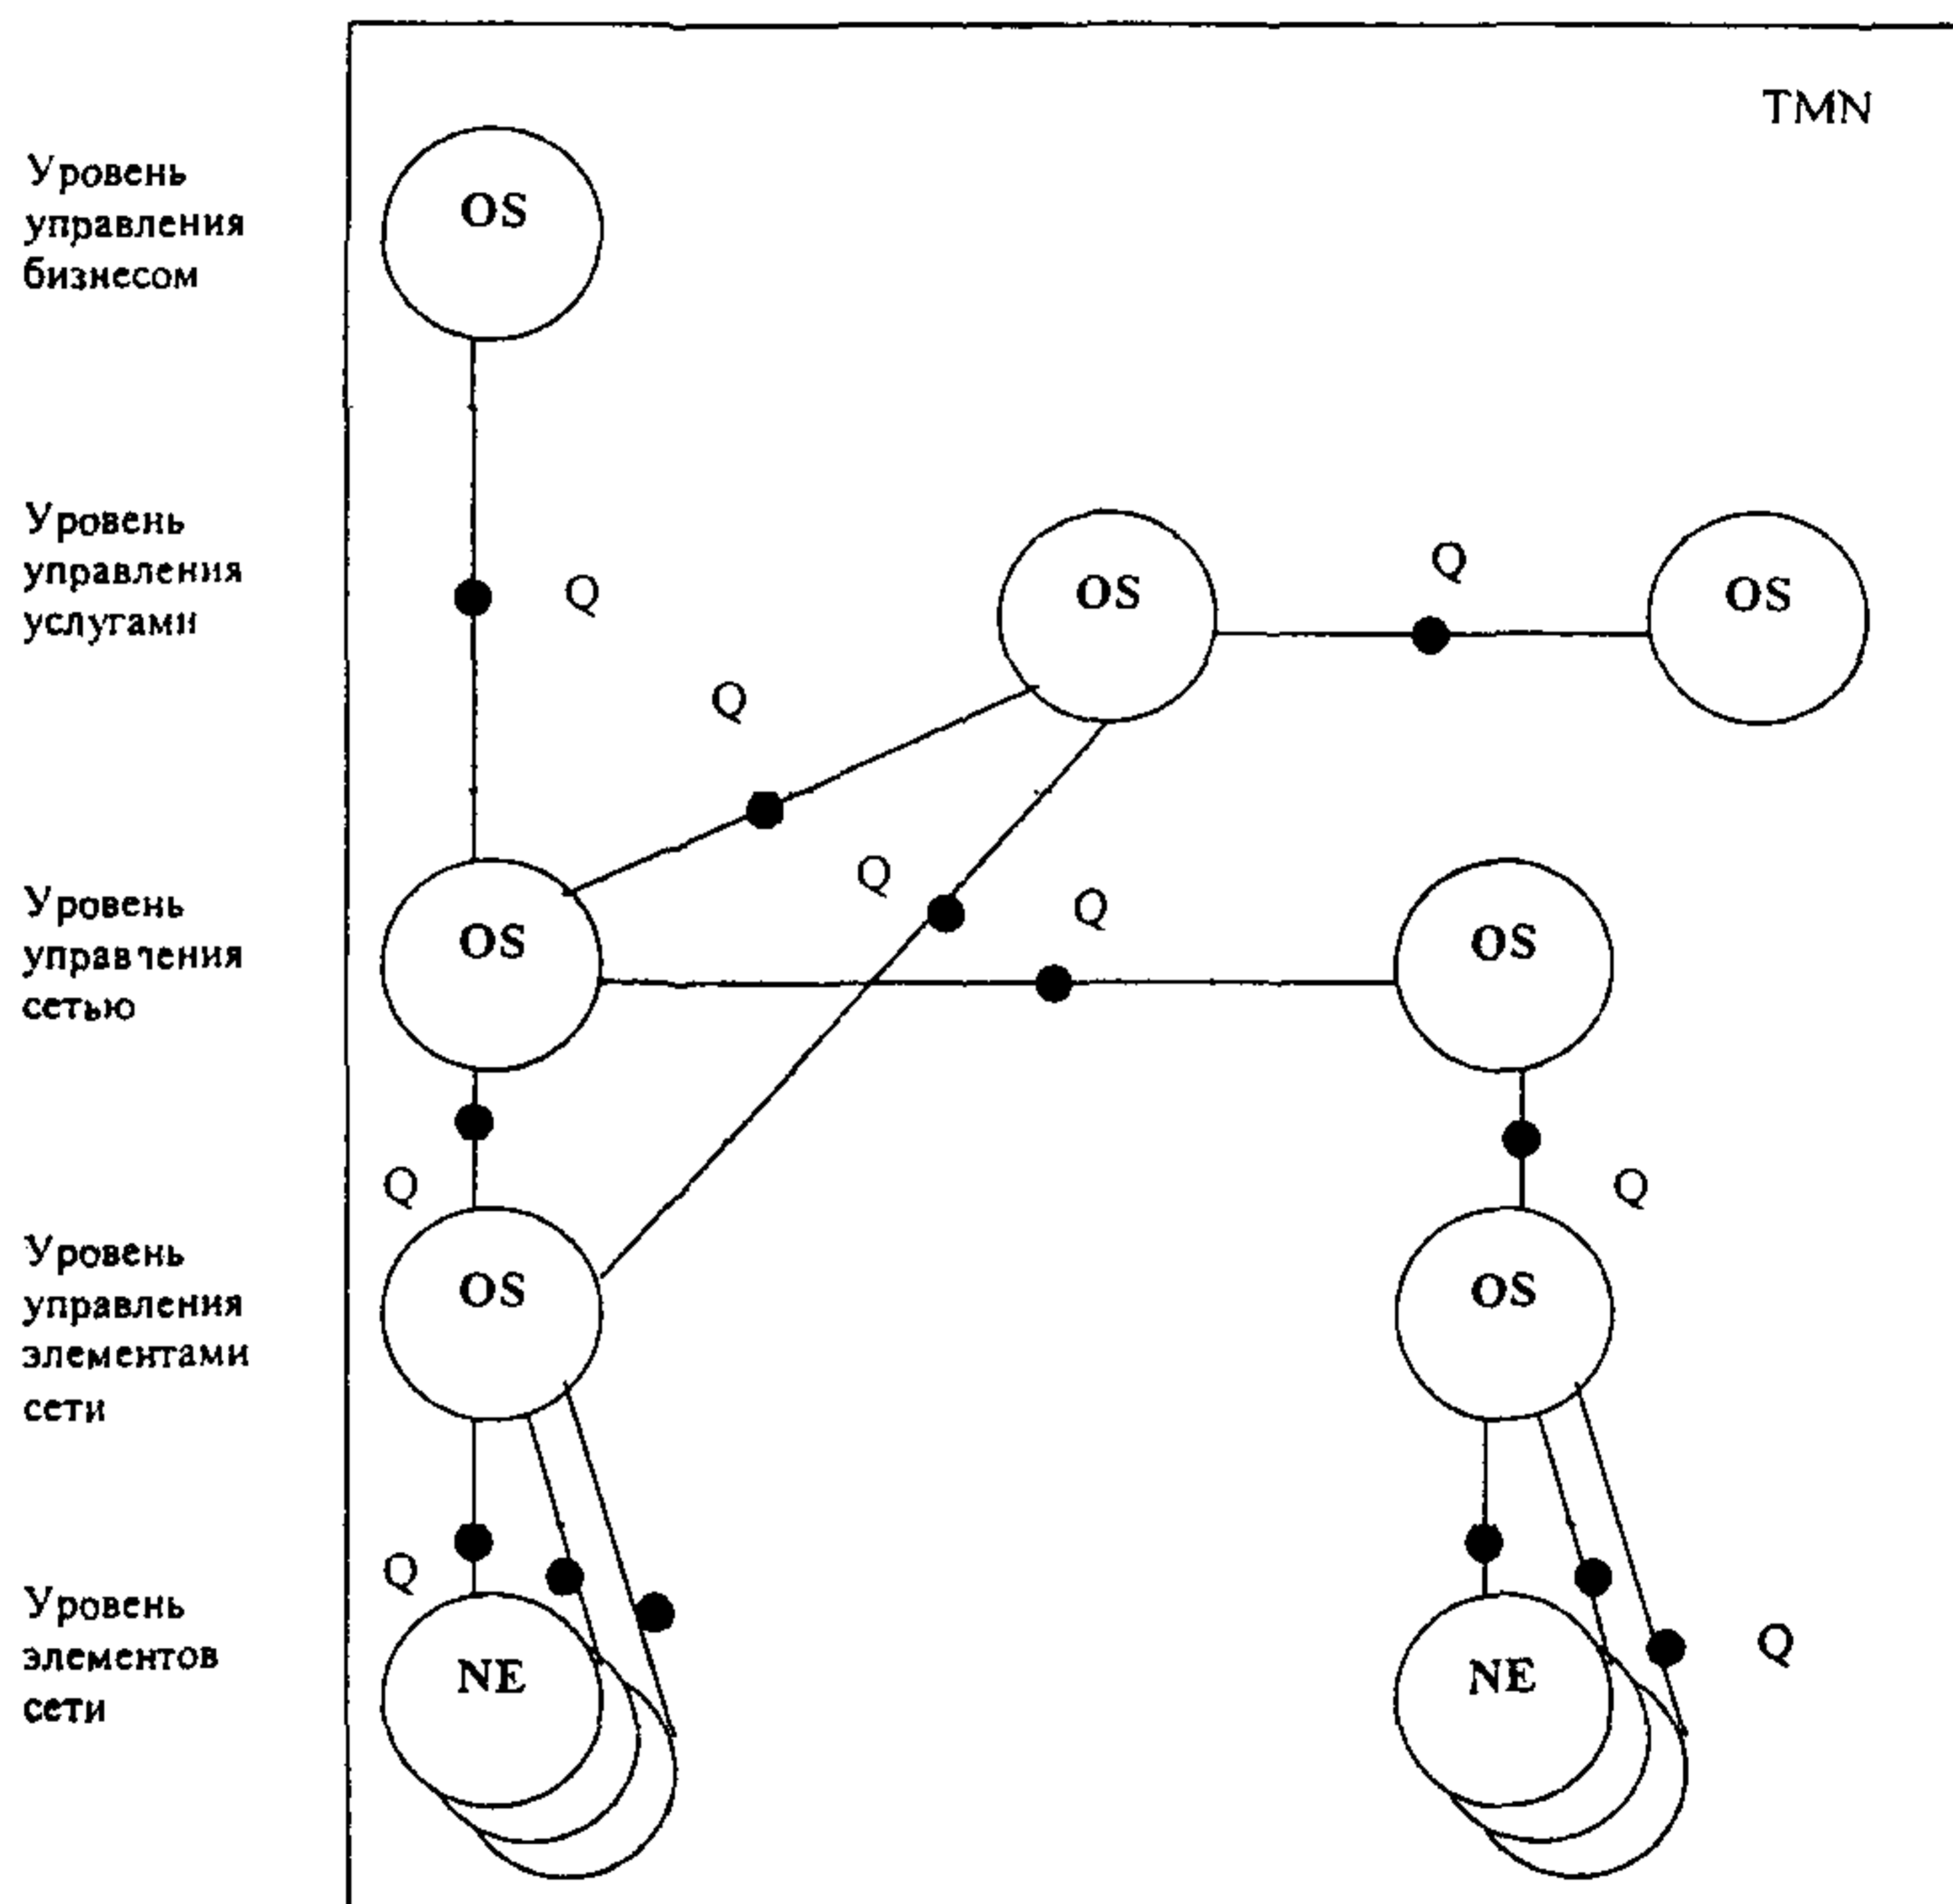 TMN
Уровень
управления
бизнесом
OS
Уровень
управления
услугами
Q
OS
Q
OS
Q
Q
Q
Уровень
управления
сетью
OS
OS
Q
Q
Уровень
управления
элементами
сети
OS
OS
Q
Уровень
элементов
сети
NE
NE
Q